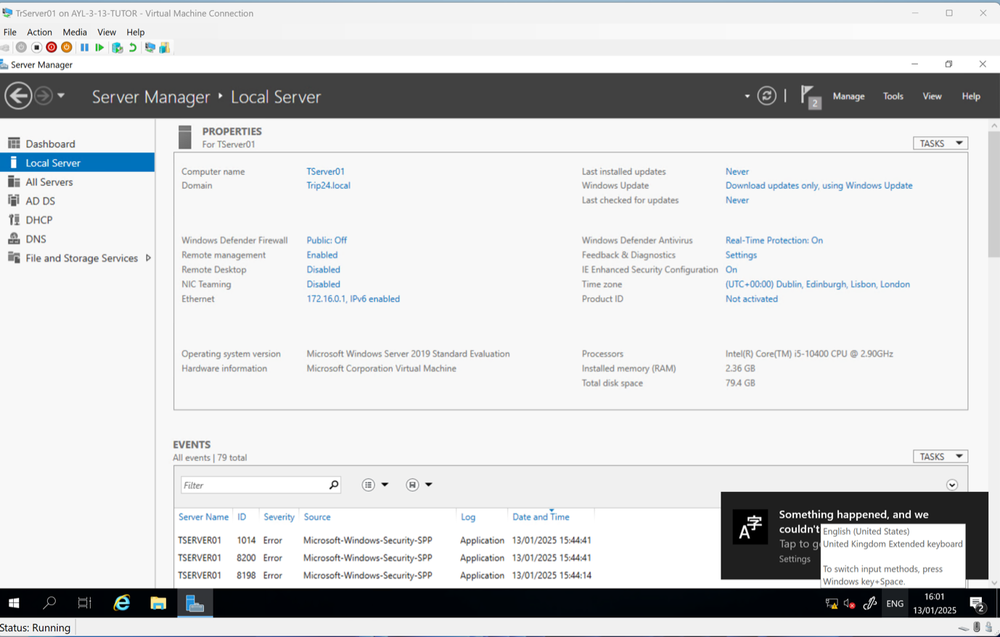 TrServer01 on AYL-3-13-TUTOR - Virtual Machine Connection
File Action Media View Help
Server Manager
Server Manager ‣ Local Server
2 Manage Tools View Help
Dashboard
Local Server
All Servers
AD DS
DHCP
DNS
File and Storage Services
PROPERTIES
For TServer01
TASKS
Computer name TServer01
Domain Trip24.local
Last installed updates Never
Windows Update Download updates only, using Windows Update
Last checked for updates Never
Windows Defender Firewall Public: Off
Remote management Enabled
Remote Desktop Disabled
NIC Teaming Disabled
Ethernet 172.16.0.1, IPv6 enabled
Windows Defender Antivirus Real-Time Protection: On
Feedback & Diagnostics Settings
IE Enhanced Security Configuration On
Time zone (UTC+00:00) Dublin, Edinburgh, Lisbon, London
Product ID Not activated
Operating system version Microsoft Windows Server 2019 Standard Evaluation
Hardware information Microsoft Corporation Virtual Machine
Processors Intel(R) Core(TM) i5-10400 CPU @ 2.90GHz
Installed memory (RAM) 2.36 GB
Total disk space 79.4 GB
EVENTS
All events | 79 total
TASKS
Filter
Server Name ID Severity Source Log Date and Time
TSERVER01 1014 Error Microsoft-Windows-Security-SPP Application 13/01/2025 15:44:41
TSERVER01 8200 Error Microsoft-Windows-Security-SPP Application 13/01/2025 15:44:41
TSERVER01 8198 Error Microsoft-Windows-Security-SPP Application 13/01/2025 15:44:14
A字
Something happened, and we
couldn't
Tap to g
Settings
English (United States)
United Kingdom Extended keyboard
To switch input methods, press
Windows key+Space.
ENG
16:01
13/01/2025
2
Status: Running